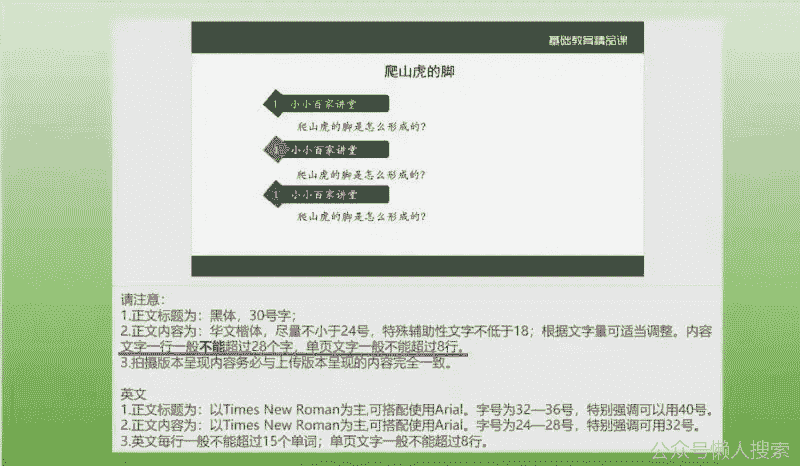 基础教育精品课
爬山虎的脚
1 小小百家讲堂
爬山虎的脚是怎么形成的?
小小百家讲堂
爬山虎的脚是怎么形成的?
1 小小百家讲堂
爬山虎的脚是怎么形成的?
请注意:
1.正文标题为:黑体,30号字;
2.正文内容为:华文楷体,尽量不小于24号,特殊辅助性文字不低于18;根据文字量可适当调整。内容
文字一行一般不能超过28个字,单页文字一般不能超过8行。
3.拍摄版本呈现内容务必与上传版本呈现的内容完全一致。
英文
1.正文标题为:以Times New Roman为主,可搭配使用Arial。字号为32—36号,特别强调可以用40号。
2.正文内容为:以Times New Roman为主,可搭配使用Arial。字号为24—28号,特别强调可用32号。
3.英文每行一般不能超过15个单词;单页文字一般不能超过8行。
公众号懒人搜索